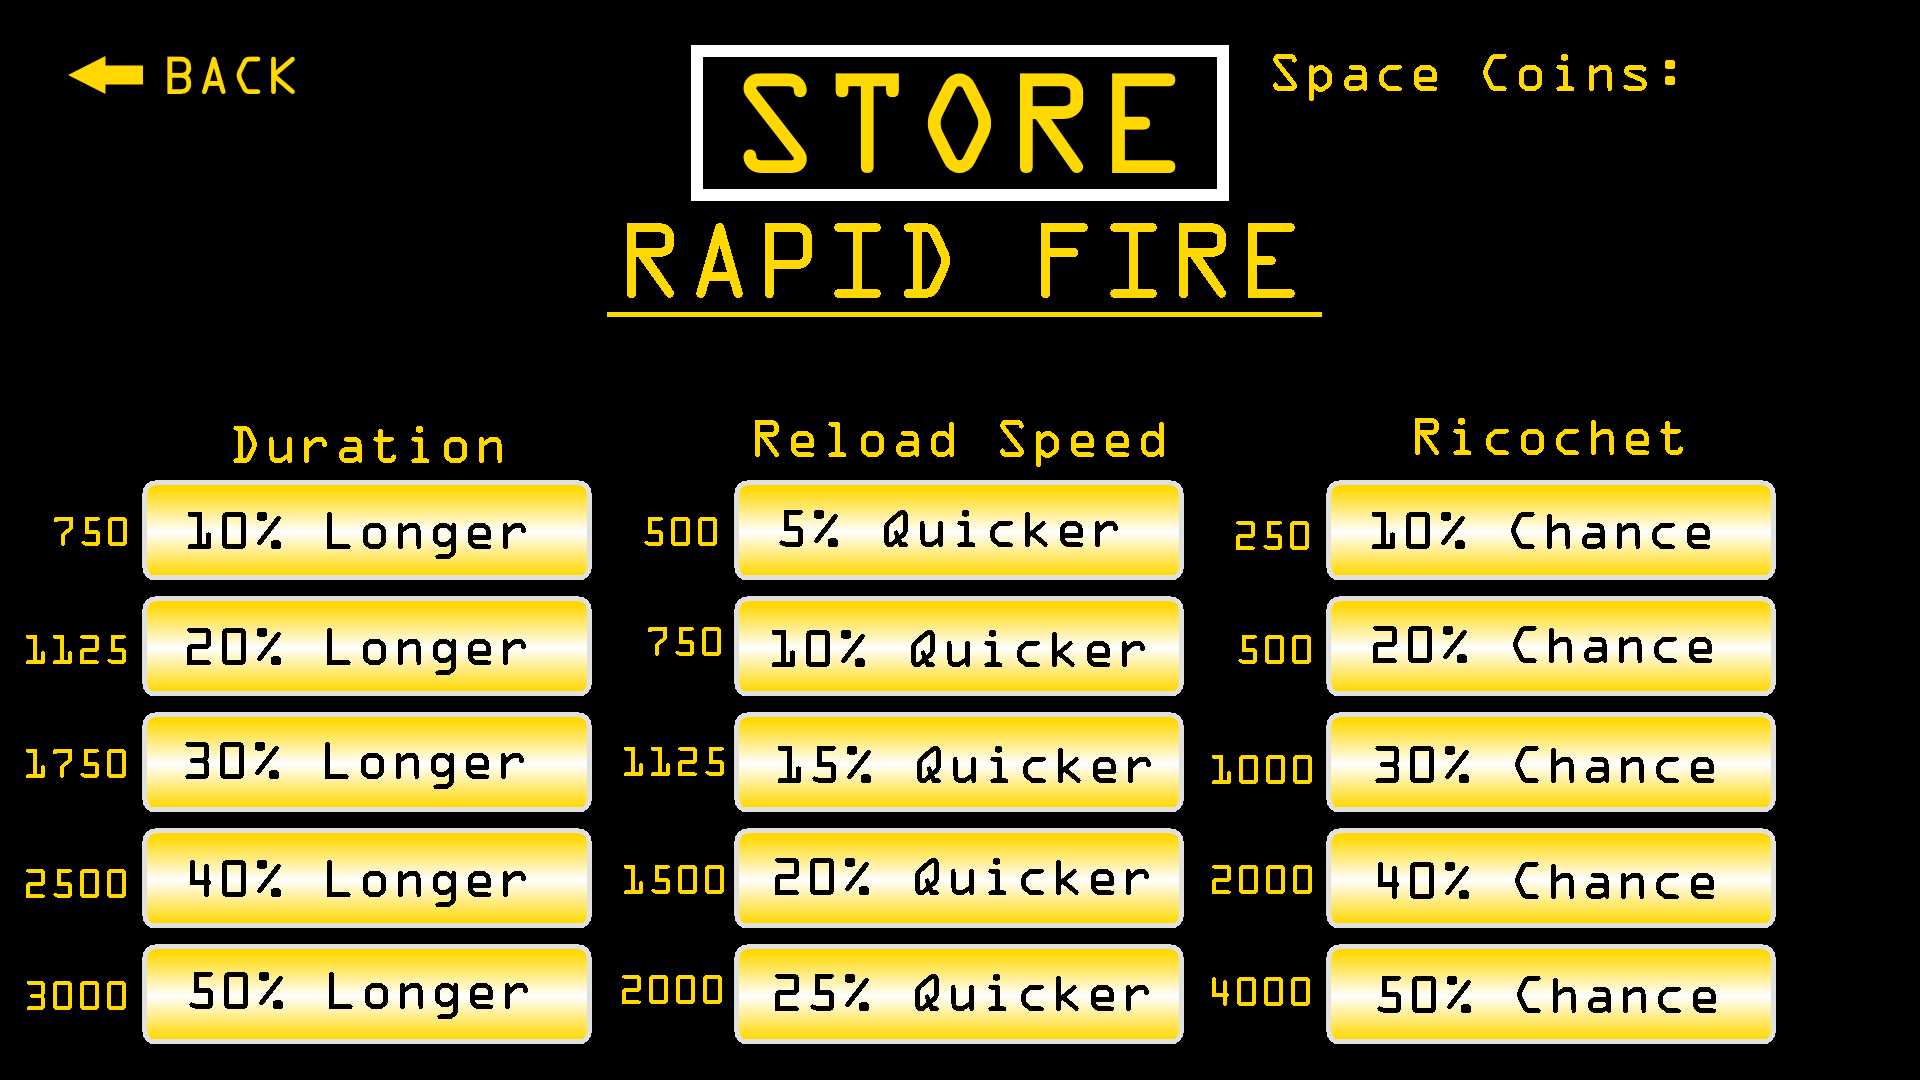 BACK
STORE
Space Coins:
RAPID FIRE
Duration
Reload Speed
Ricochet
750 10% Longer
500 5% Quicker
250 10% Chance
1125 20% Longer
750 10% Quicker
500 20% Chance
1750 30% Longer
1125 15% Quicker
1000 30% Chance
2500 40% Longer
1500 20% Quicker
2000 40% Chance
3000 50% Longer
2000 25% Quicker
4000 50% Chance